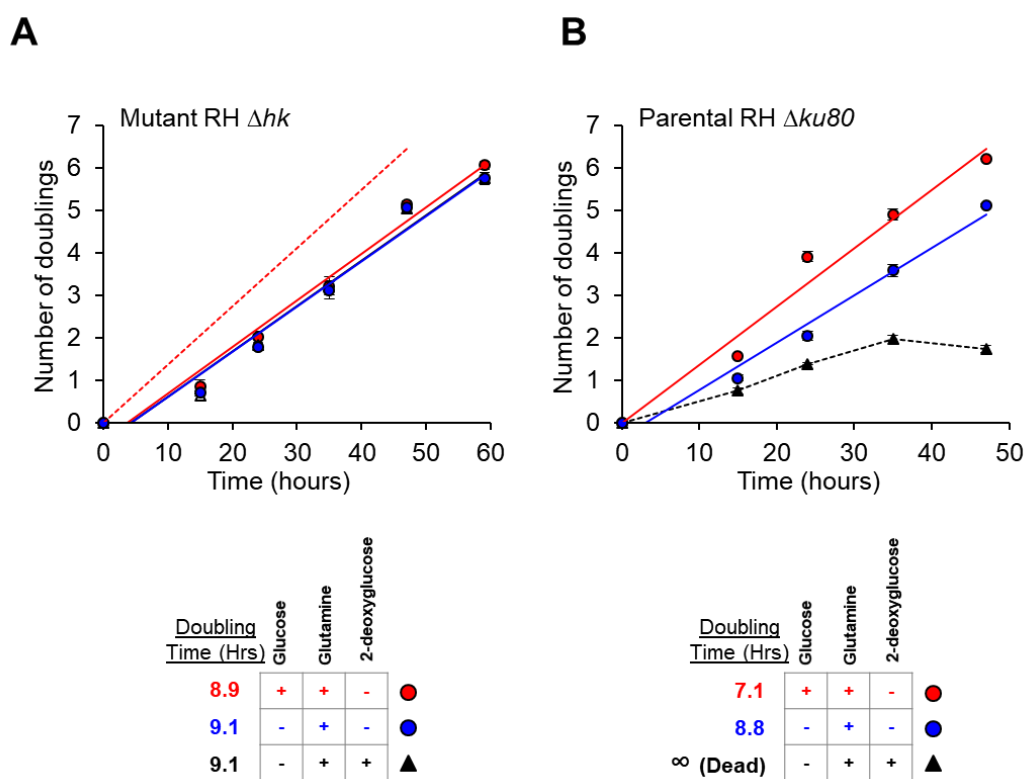 A
B
Mutant RH Δhk
Number of doublings
7
6
5
4
3
2
1
0
0 10 20 30 40 50 60
Time (hours)
Parental RH Δku80
Number of doublings
7
6
5
4
3
2
1
0
0 10 20 30 40 50
Time (hours)
Doubling
Time (Hrs)
Glucose
Glutamine
2-deoxyglucose
8.9 + + -
9.1 - + -
9.1 - + +
Doubling
Time (Hrs)
Glucose
Glutamine
2-deoxyglucose
7.1 + + -
8.8 - + -
∞ (Dead) - + +